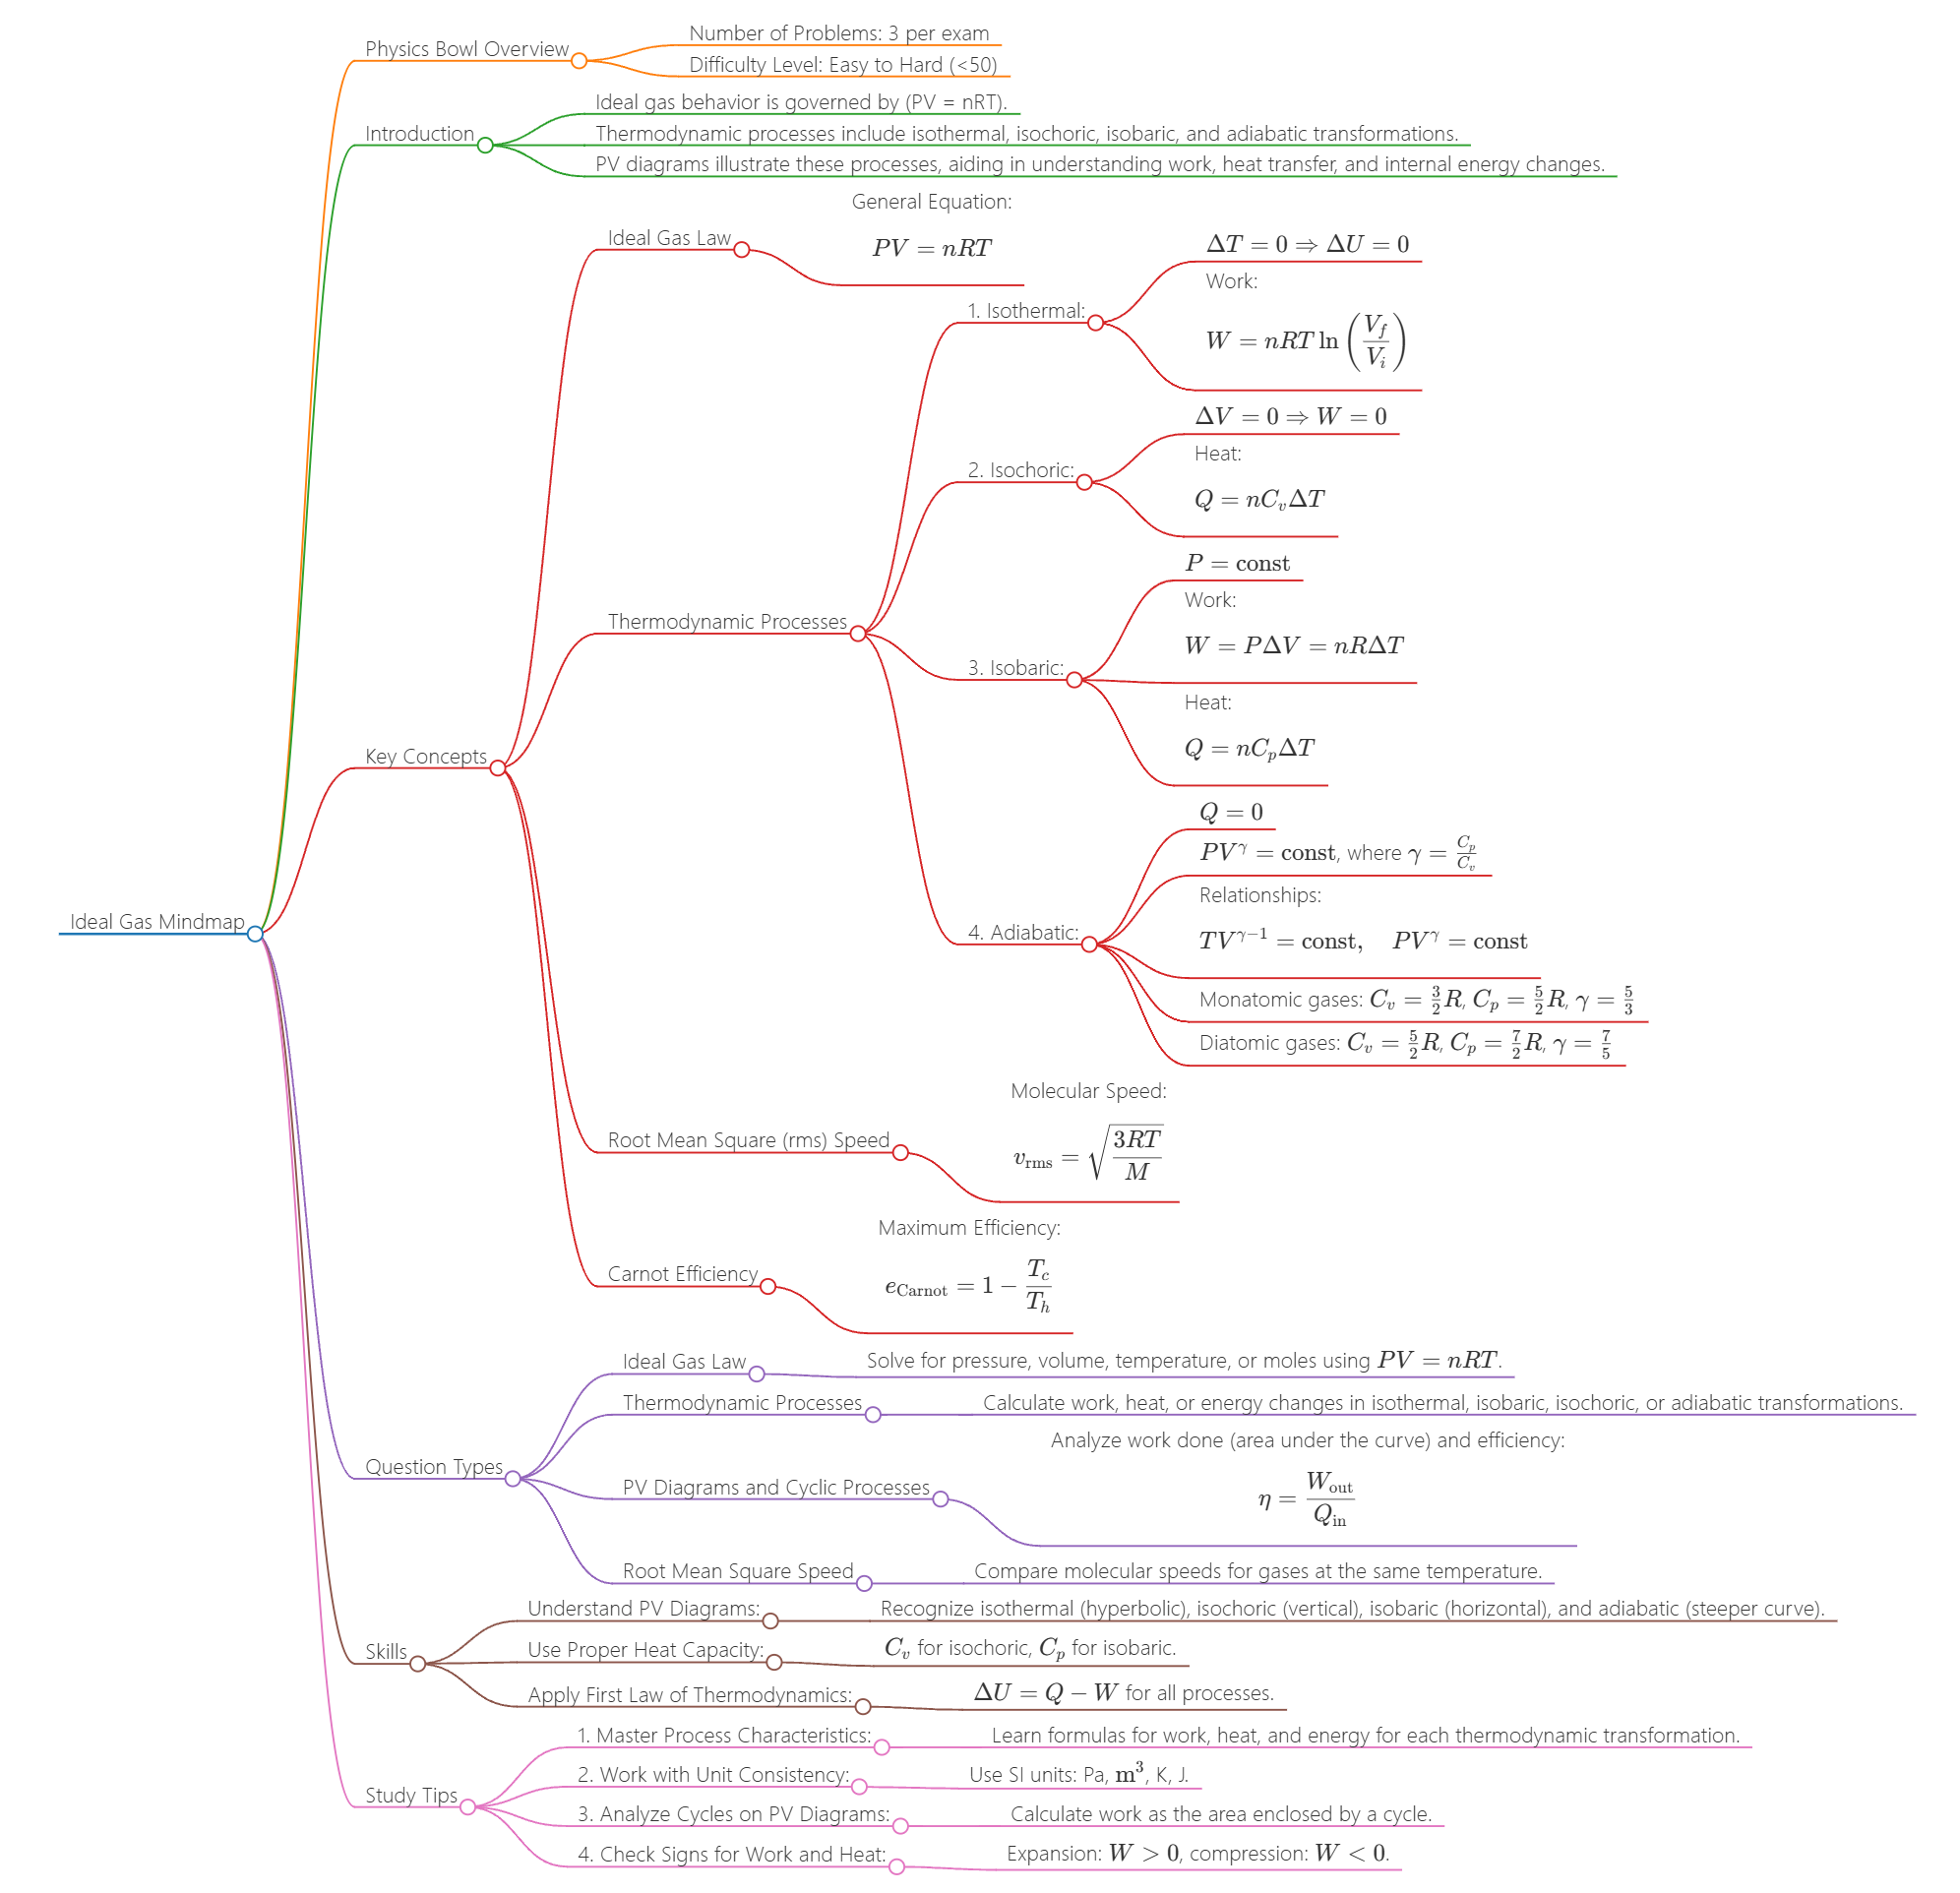 Physics Bowl Overview
Number of Problems: 3 per exam
Difficulty Level: Easy to Hard (<50)
Introduction
Ideal gas behavior is governed by (PV = nRT).
Thermodynamic processes include isothermal, isochoric, isobaric, and adiabatic transformations.
PV diagrams illustrate these processes, aiding in understanding work, heat transfer, and internal energy changes.
Ideal Gas Mindmap
Key Concepts
Ideal Gas Law
General Equation:
$PV = nRT$
Thermodynamic Processes
1. Isothermal:
$\Delta T = 0 \Rightarrow \Delta U = 0$
Work:
$W = nRT \ln\left(\frac{V_f}{V_i}\right)$
2. Isochoric:
$\Delta V = 0 \Rightarrow W = 0$
Heat:
$Q = nC_v\Delta T$
3. Isobaric:
$P = \text{const}$
Work:
$W = P\Delta V = nR\Delta T$
Heat:
$Q = nC_p\Delta T$
4. Adiabatic:
$Q = 0$
$PV^\gamma = \text{const}$, where $\gamma = \frac{C_p}{C_v}$
Relationships:
$TV^{\gamma-1} = \text{const}, \quad PV^\gamma = \text{const}$
Monatomic gases: $C_v = \frac{3}{2}R$, $C_p = \frac{5}{2}R$, $\gamma = \frac{5}{3}$
Diatomic gases: $C_v = \frac{5}{2}R$, $C_p = \frac{7}{2}R$, $\gamma = \frac{7}{5}$
Root Mean Square (rms) Speed
Molecular Speed:
$v_{\text{rms}} = \sqrt{\frac{3RT}{M}}$
Carnot Efficiency
Maximum Efficiency:
$e_{\text{Carnot}} = 1 - \frac{T_c}{T_h}$
Question Types
Ideal Gas Law
Solve for pressure, volume, temperature, or moles using $PV = nRT$.
Thermodynamic Processes
Calculate work, heat, or energy changes in isothermal, isobaric, isochoric, or adiabatic transformations.
PV Diagrams and Cyclic Processes
Analyze work done (area under the curve) and efficiency:
$\eta = \frac{W_{\text{out}}}{Q_{\text{in}}}$
Root Mean Square Speed
Compare molecular speeds for gases at the same temperature.
Skills
Understand PV Diagrams:
Recognize isothermal (hyperbolic), isochoric (vertical), isobaric (horizontal), and adiabatic (steeper curve).
Use Proper Heat Capacity:
$C_v$ for isochoric, $C_p$ for isobaric.
Apply First Law of Thermodynamics:
$\Delta U = Q - W$ for all processes.
Study Tips
1. Master Process Characteristics:
Learn formulas for work, heat, and energy for each thermodynamic transformation.
2. Work with Unit Consistency:
Use SI units: Pa, $\text{m}^3$, K, J.
3. Analyze Cycles on PV Diagrams:
Calculate work as the area enclosed by a cycle.
4. Check Signs for Work and Heat:
Expansion: $W > 0$, compression: $W < 0$.